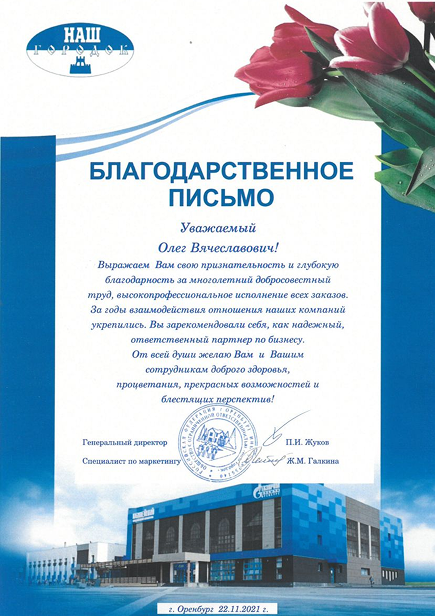 НАШ
ГОРОДОК
БЛАГОДАРСТВЕННОЕ
ПИСЬМО
Уважаемый
Олег Вячеславович!
Выражаем Вам свою признательность и глубокую
благодарность за многолетний добросовестный
труд, высокопрофессиональное исполнение всех заказов.
За годы взаимодействия отношения наших компаний
укрепились. Вы зарекомендовали себя, как надежный,
ответственный партнер по бизнесу.
От всей души желаю Вам и Вашим
сотрудникам доброго здоровья,
процветания, прекрасных возможностей и
блестящих перспектив!
Генеральный директор П.И. Жуков
Специалист по маркетингу Ж.М. Галкина
г. Оренбург 22.11.2021 г.